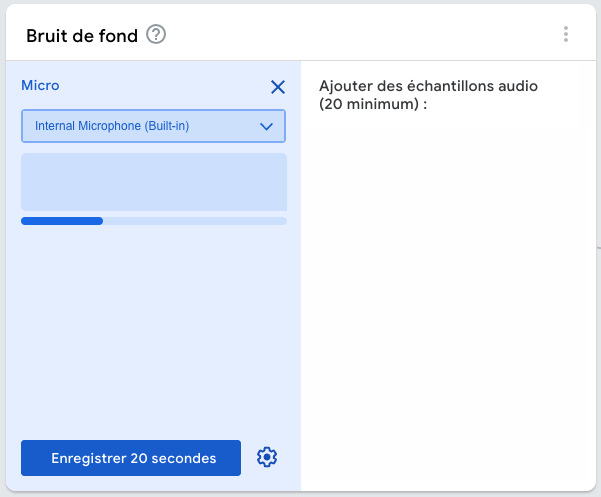 Bruit de fond ?
Micro
Internal Microphone (Built-in)
Enregistrer 20 secondes
Ajouter des échantillons audio
(20 minimum) :